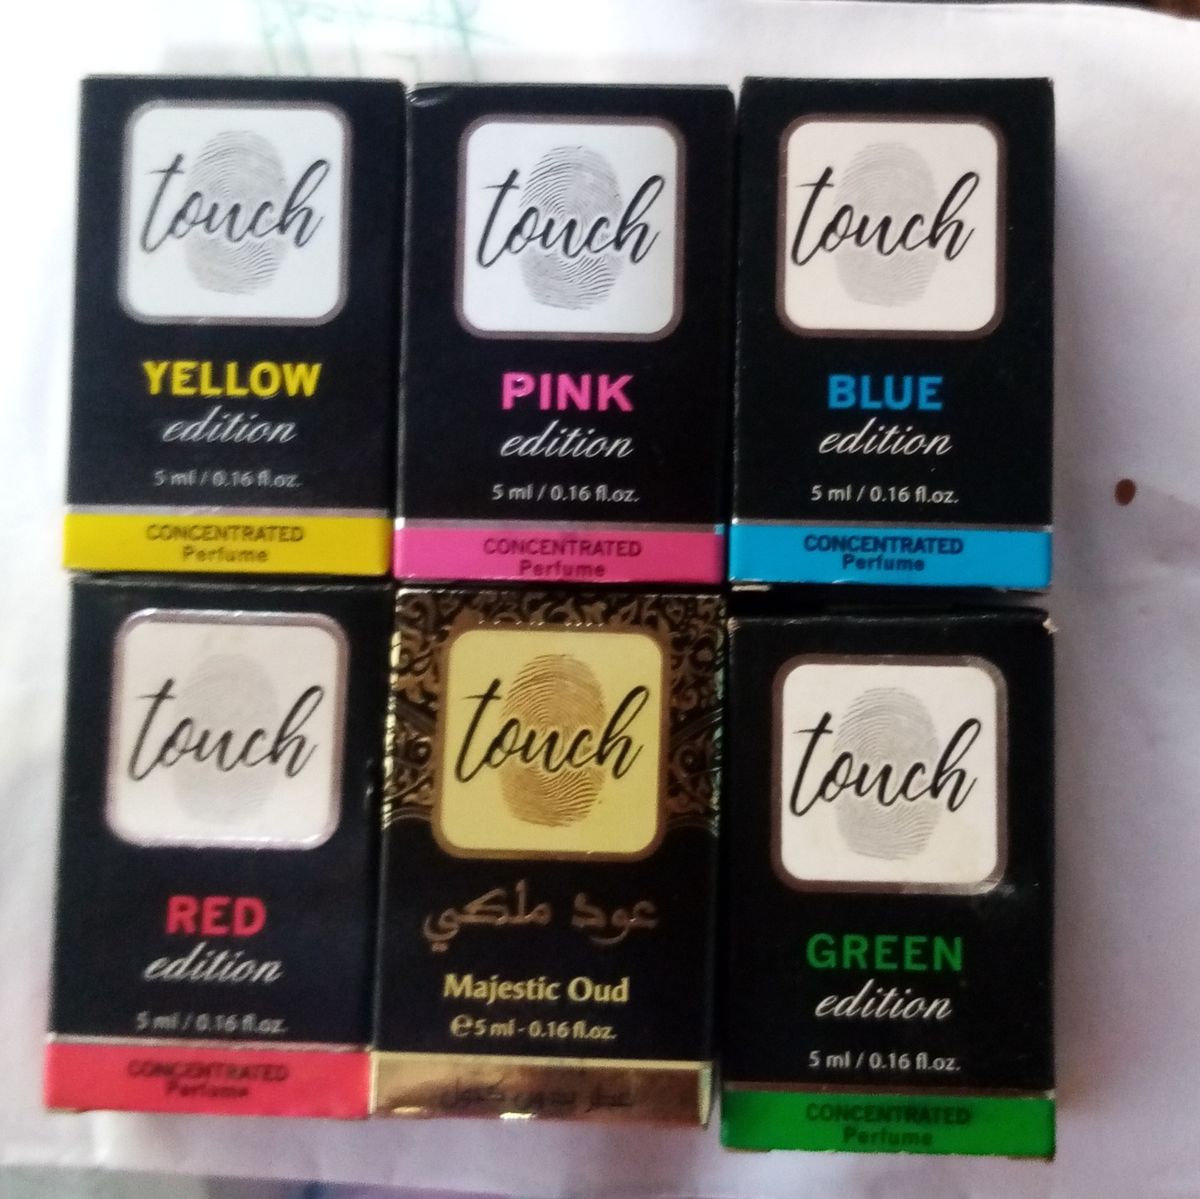 touch
YELLOW
edition
5 ml / 0.16 fl.oz.
CONCENTRATED
Perfume
touch
PINK
edition
5 ml / 0.16 fl.oz.
CONCENTRATED
Perfume
touch
BLUE
edition
5 ml / 0.16 fl.oz.
CONCENTRATED
Perfume
touch
RED
edition
5 ml / 0.16 fl.oz.
CONCENTRATED
Perfume
touch
عود ملكي
Majestic Oud
℮5 ml - 0.16 fl.oz.
عطر بدون كحول
touch
GREEN
edition
5 ml / 0.16 fl.oz.
CONCENTRATED
Perfume